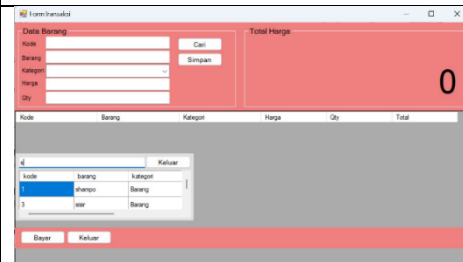 Form transaksi
Data Barang
Total Harga
Kode
Cari
Barang
Simpan
Kategori
Harga
Qty
0
Kode Barang Kategori Harga Qty Total
s Keluar
kode barang kategori
1 shampo Barang
3 Barang
Bayar Keluar